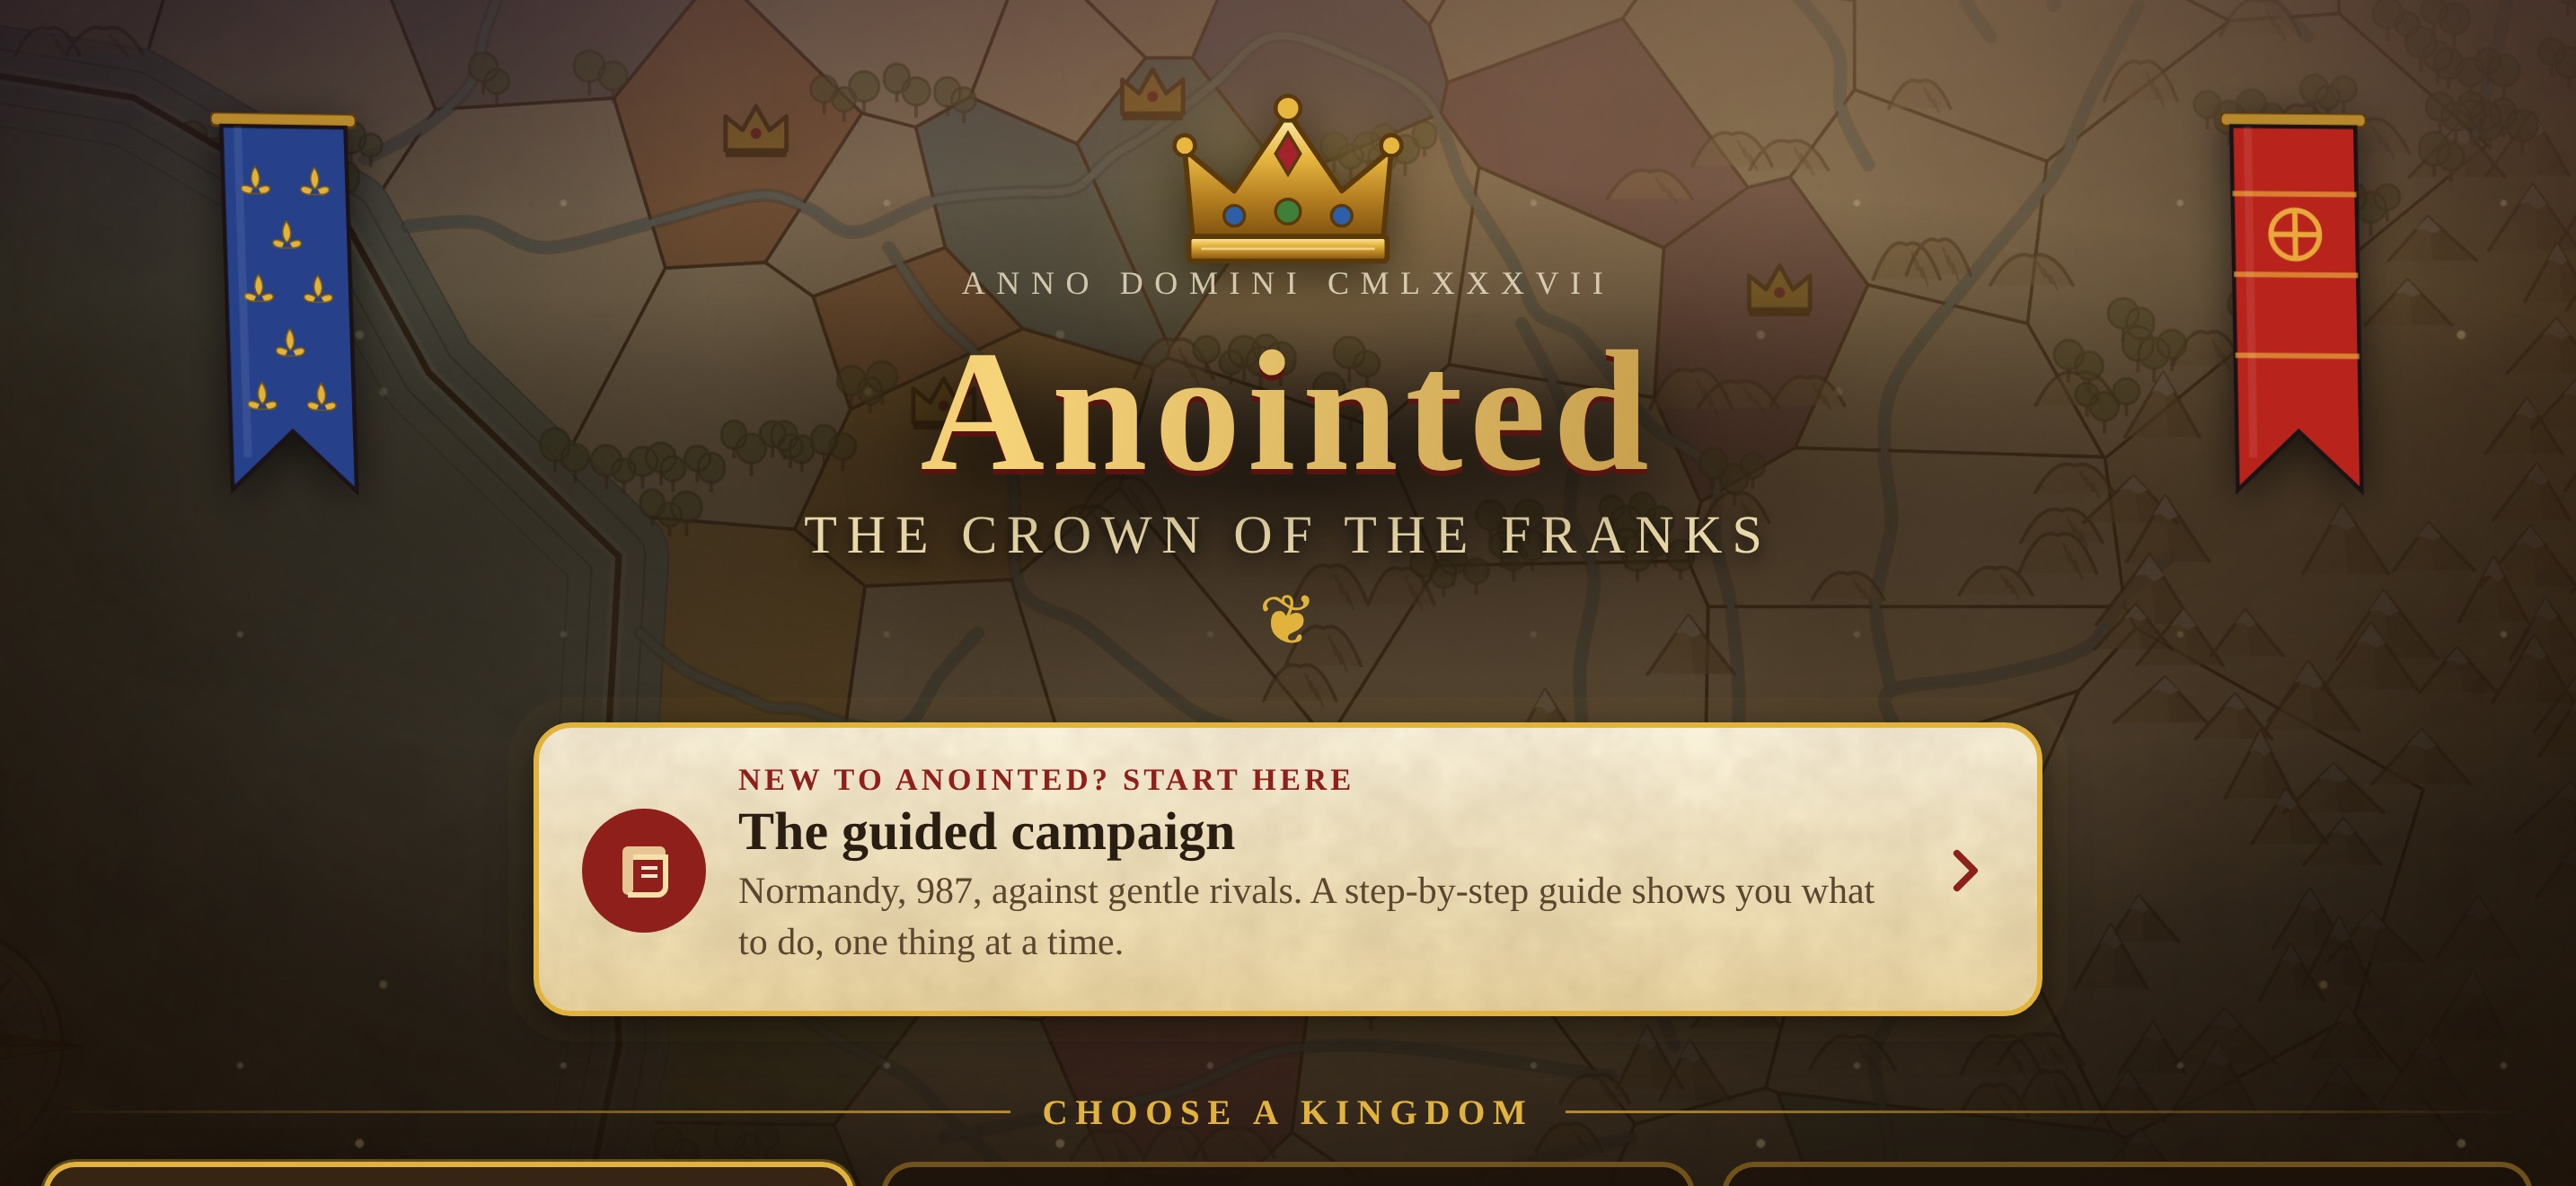 ANNO DOMINI CMLXXXVII
Anointed
THE CROWN OF THE FRANKS
NEW TO ANOINTED? START HERE
The guided campaign
Normandy, 987, against gentle rivals. A step-by-step guide shows you what
to do, one thing at a time.
CHOOSE A KINGDOM